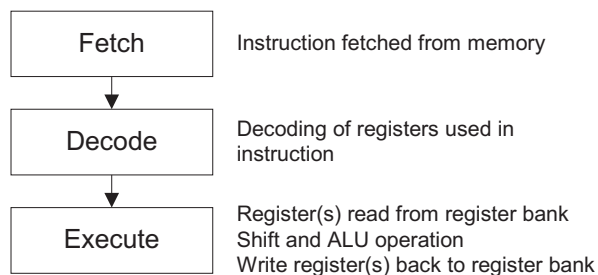 Fetch
Instruction fetched from memory
Decode
Decoding of registers used in
instruction
Execute
Register(s) read from register bank
Shift and ALU operation
Write register(s) back to register bank